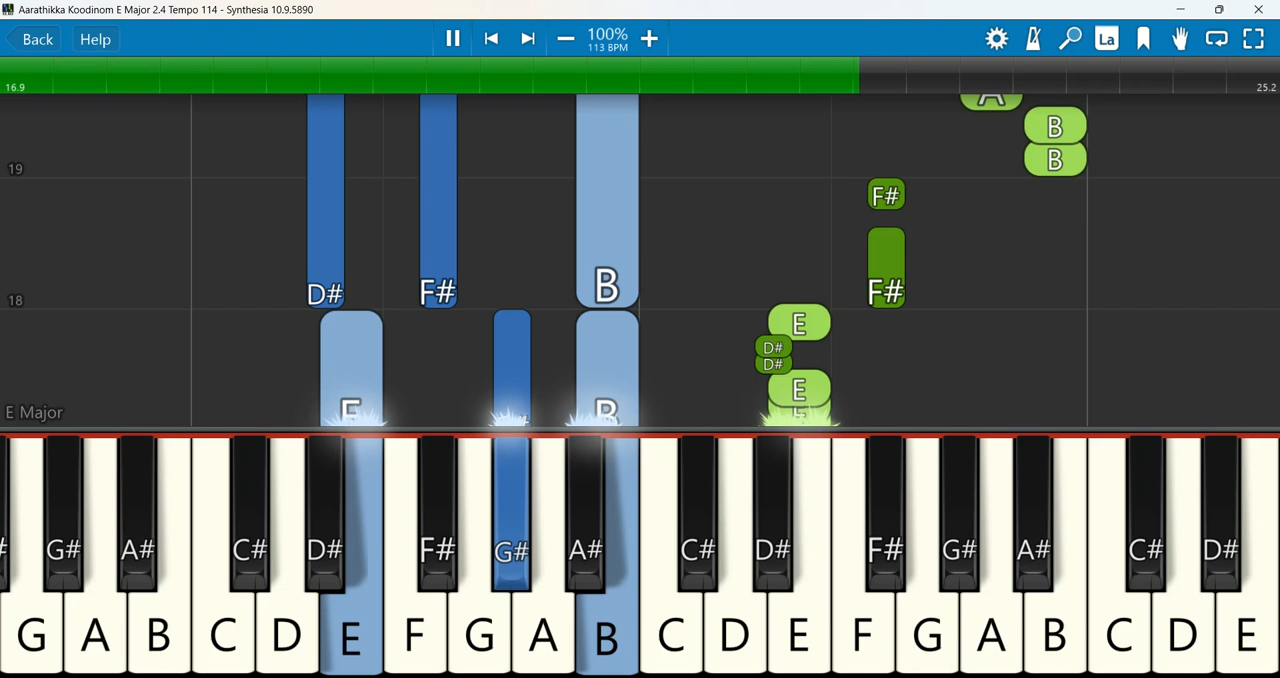 Aarathikka Koodinom E Major 2.4 Tempo 114 - Synthesia 10.9.5890
Back Help 100% La
113 BPM
16.9 25.2
A
B
19 B
F#
D# F# B F#
18
E
D#
D#
E
E Major E B E
G# A# C# D# F# G# A# C# D# F# G# A# C# D#
G A B C D E F G A B C D E F G A B C D E